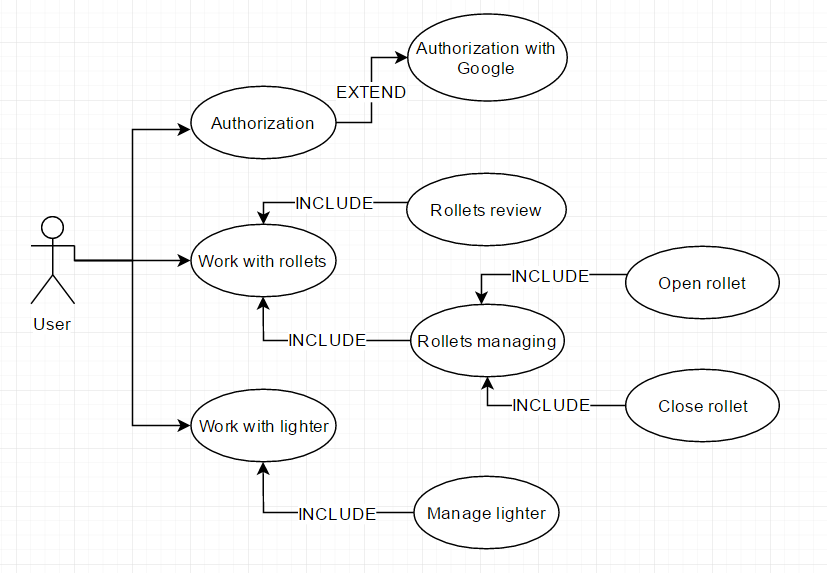 Authorization with
Google
EXTEND
Authorization
INCLUDE
Rollets review
Work with rollets
INCLUDE
Open rollet
User
INCLUDE
Rollets managing
INCLUDE
Close rollet
Work with lighter
INCLUDE
Manage lighter